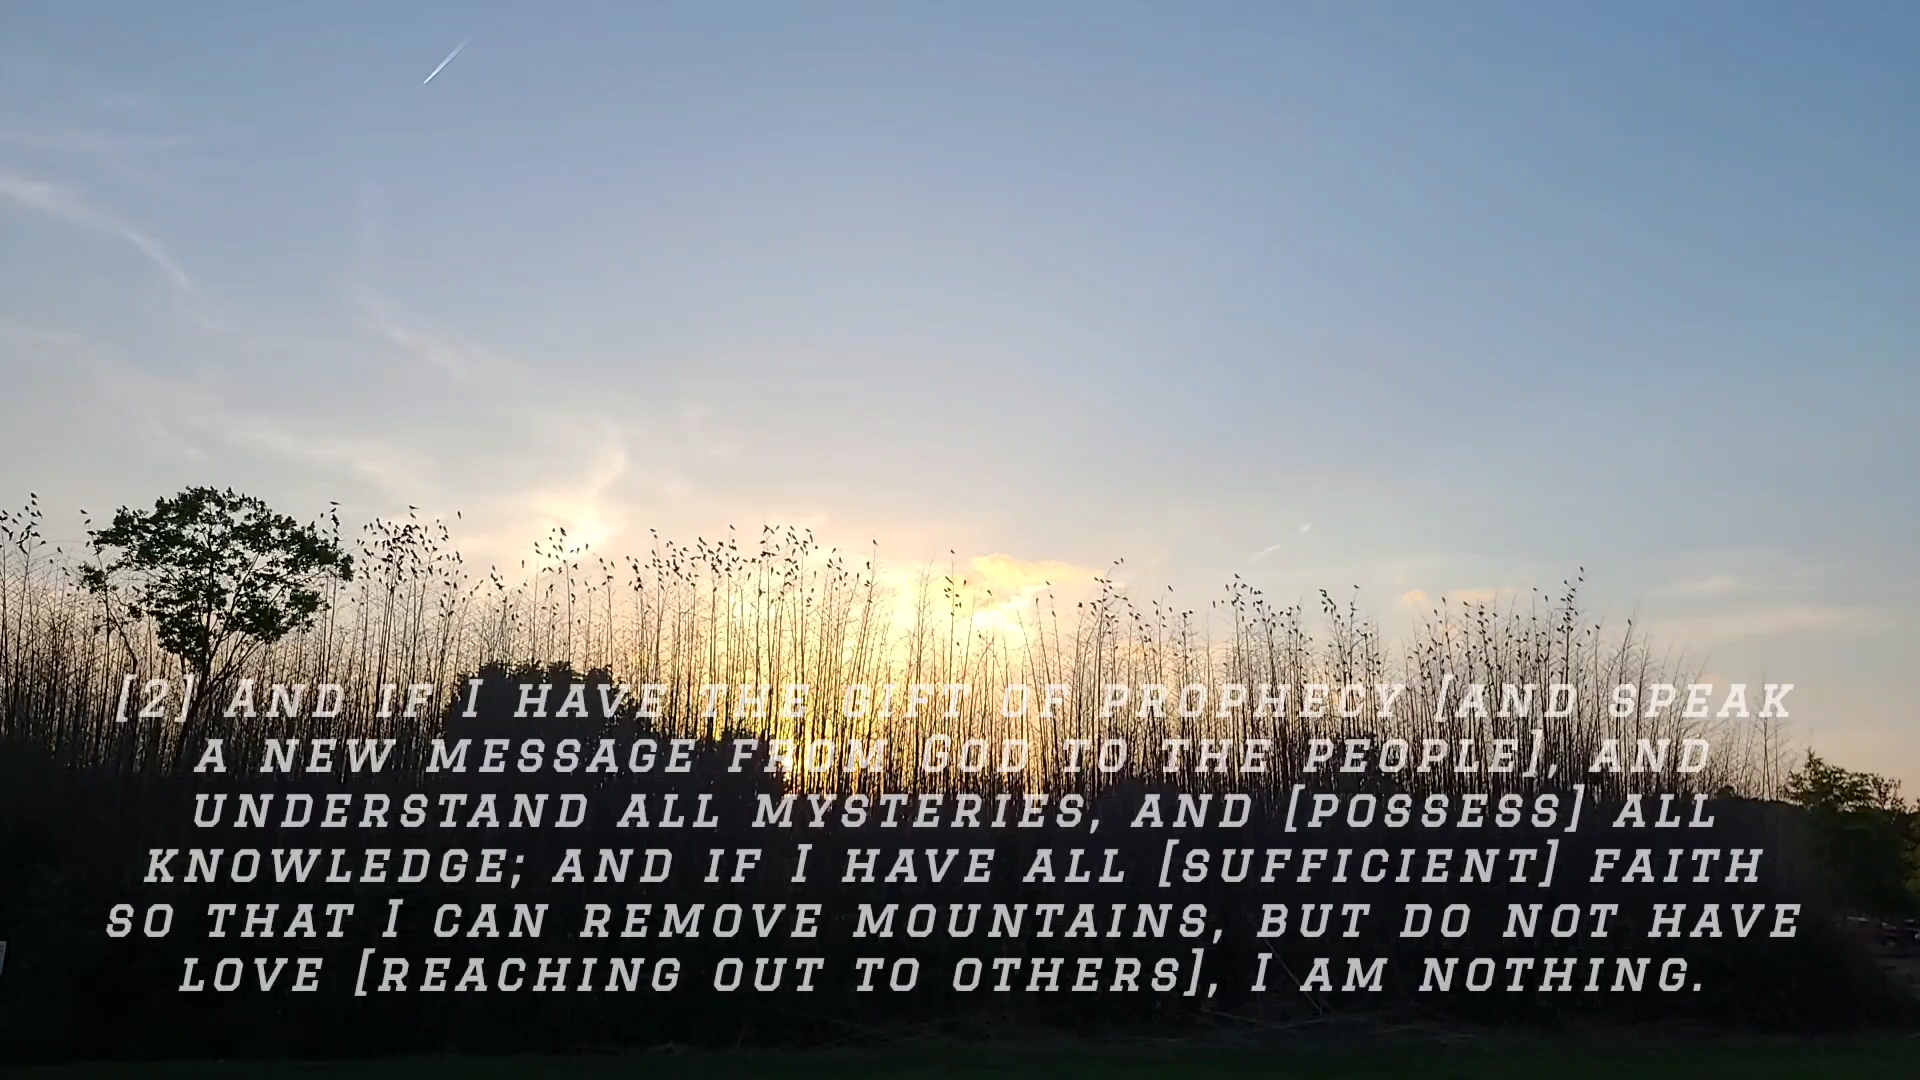 [2] And if I have the gift of prophecy [and speak
a new message from God to the people], and
understand all mysteries, and [possess] all
knowledge; and if I have all [sufficient] faith
so that I can remove mountains, but do not have
love [reaching out to others], I am nothing.